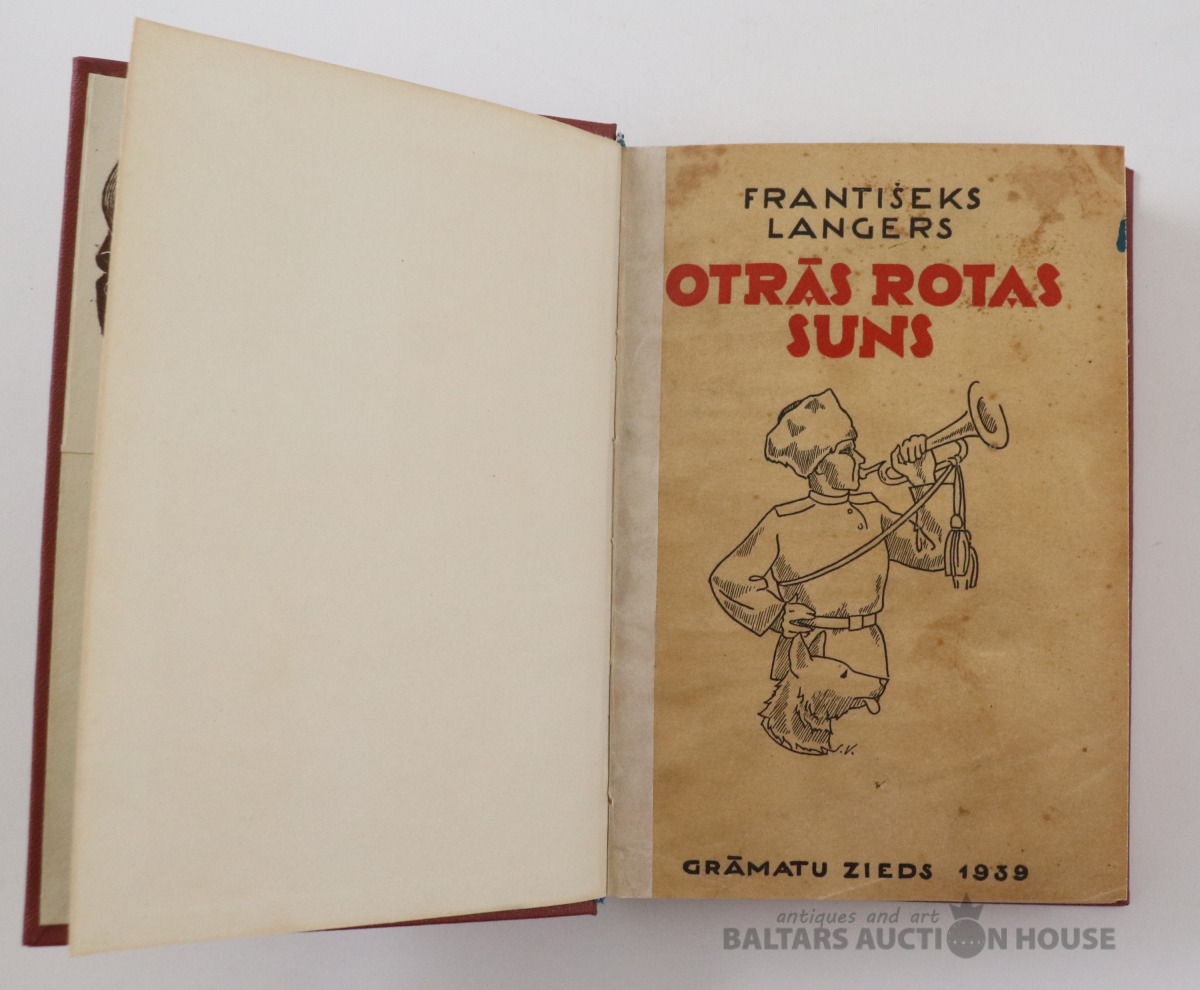 FRANTIŠEKS
LANGERS
OTRĀS ROTAS
SUNS
J.V.
GRĀMATU ZIEDS 1939
antiques and art
BALTARS AUCTION HOUSE